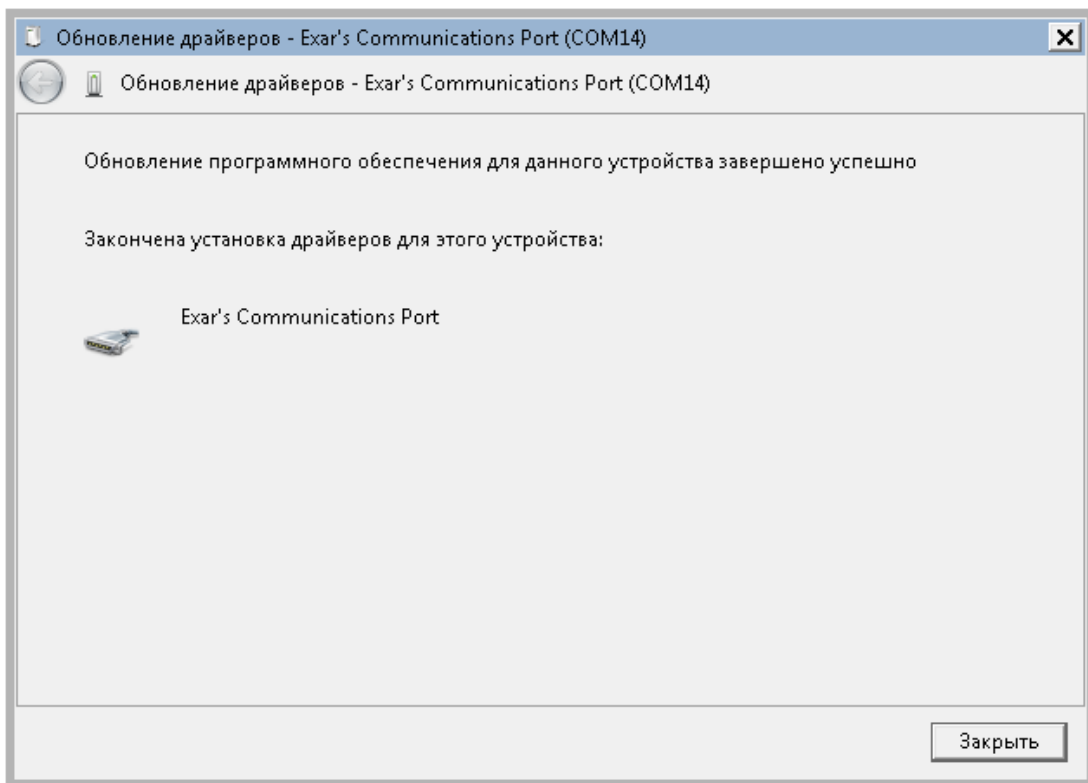 Обновление драйверов - Exar's Communications Port (COM14)
Обновление драйверов - Exar's Communications Port (COM14)
Обновление программного обеспечения для данного устройства завершено успешно
Закончена установка драйверов для этого устройства:
Exar's Communications Port
Закрыть